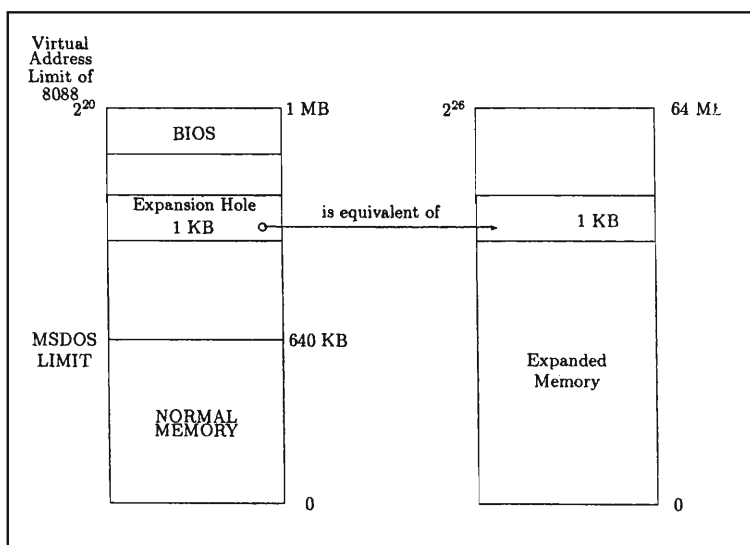 Virtual
Address
Limit of
8088
2^20
1 MB
BIOS
Expansion Hole
1 KB
is equivalent of
MSDOS
LIMIT
640 KB
NORMAL
MEMORY
0
2^26
64 M
1 KB
Expanded
Memory
0